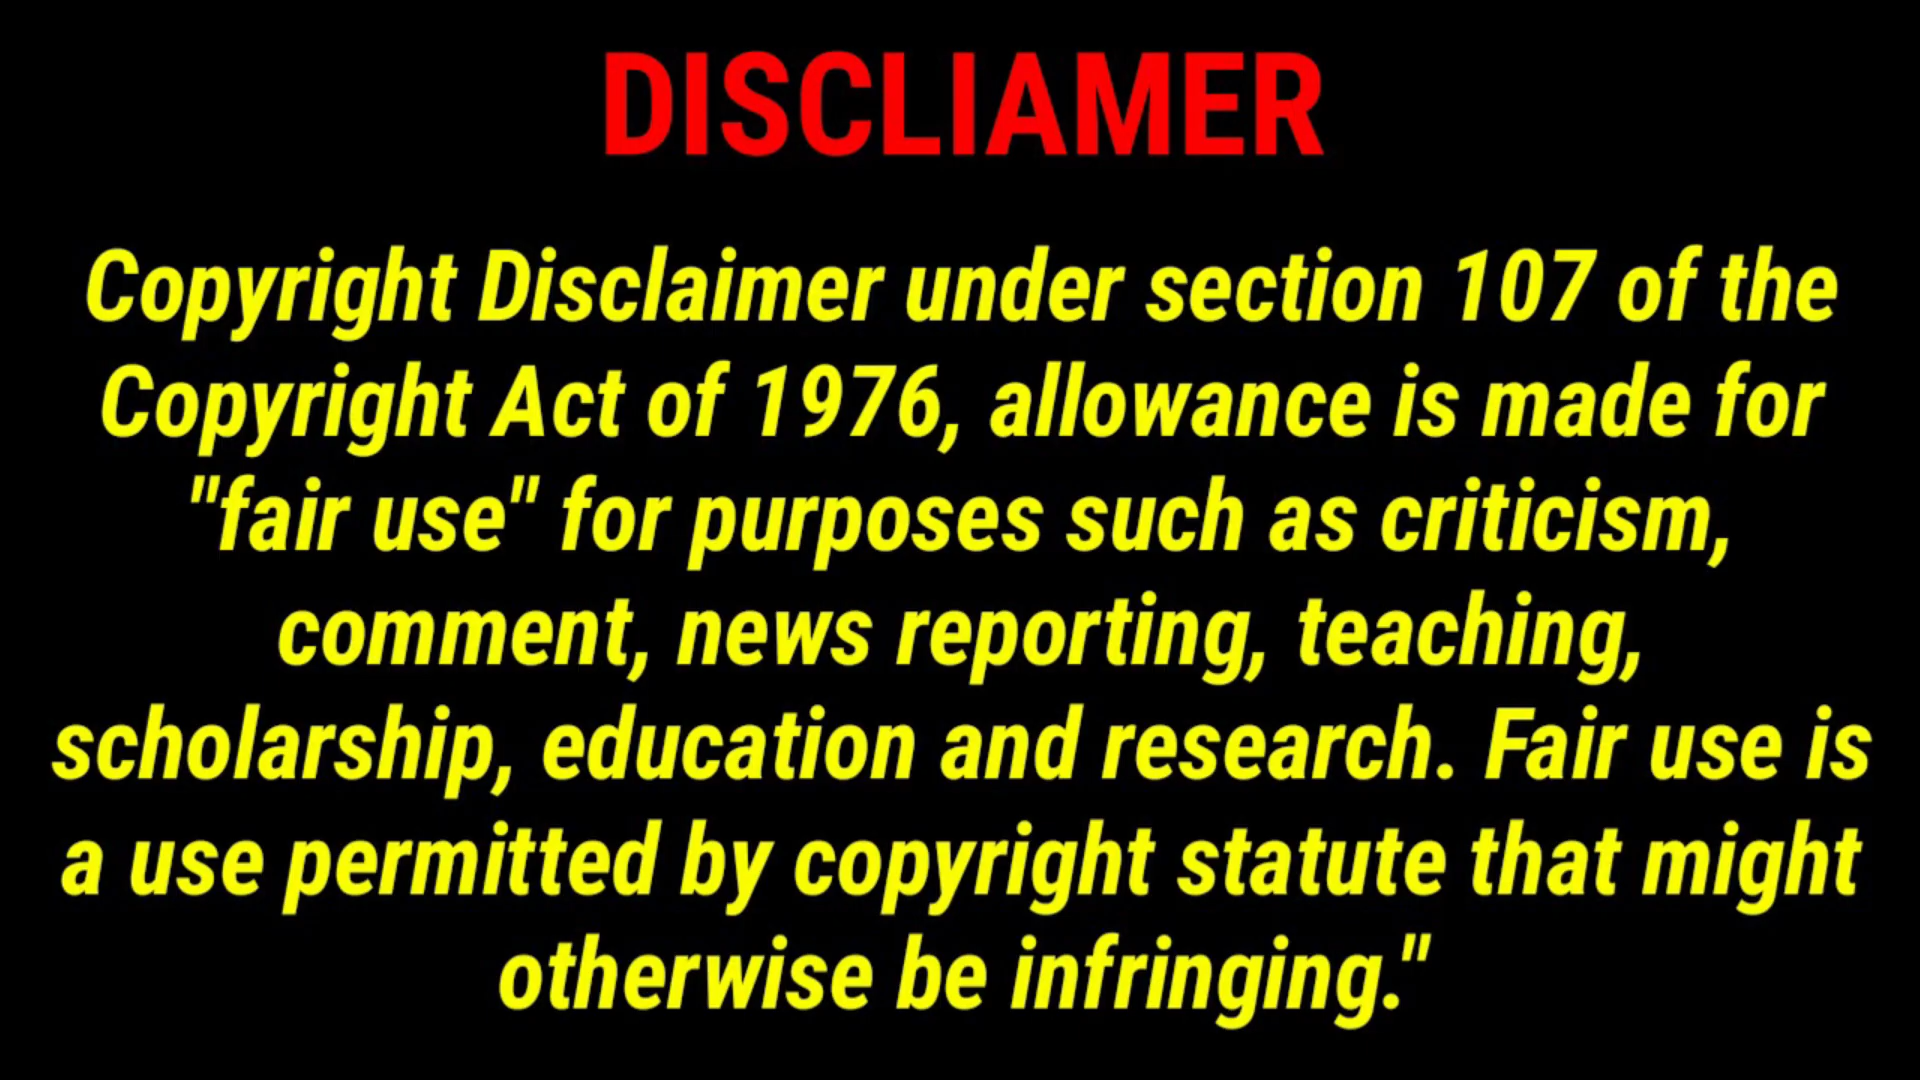 DISCLIAMER
Copyright Disclaimer under section 107 of the
Copyright Act of 1976, allowance is made for
"fair use" for purposes such as criticism,
comment, news reporting, teaching,
scholarship, education and research. Fair use is
a use permitted by copyright statute that might
otherwise be infringing."